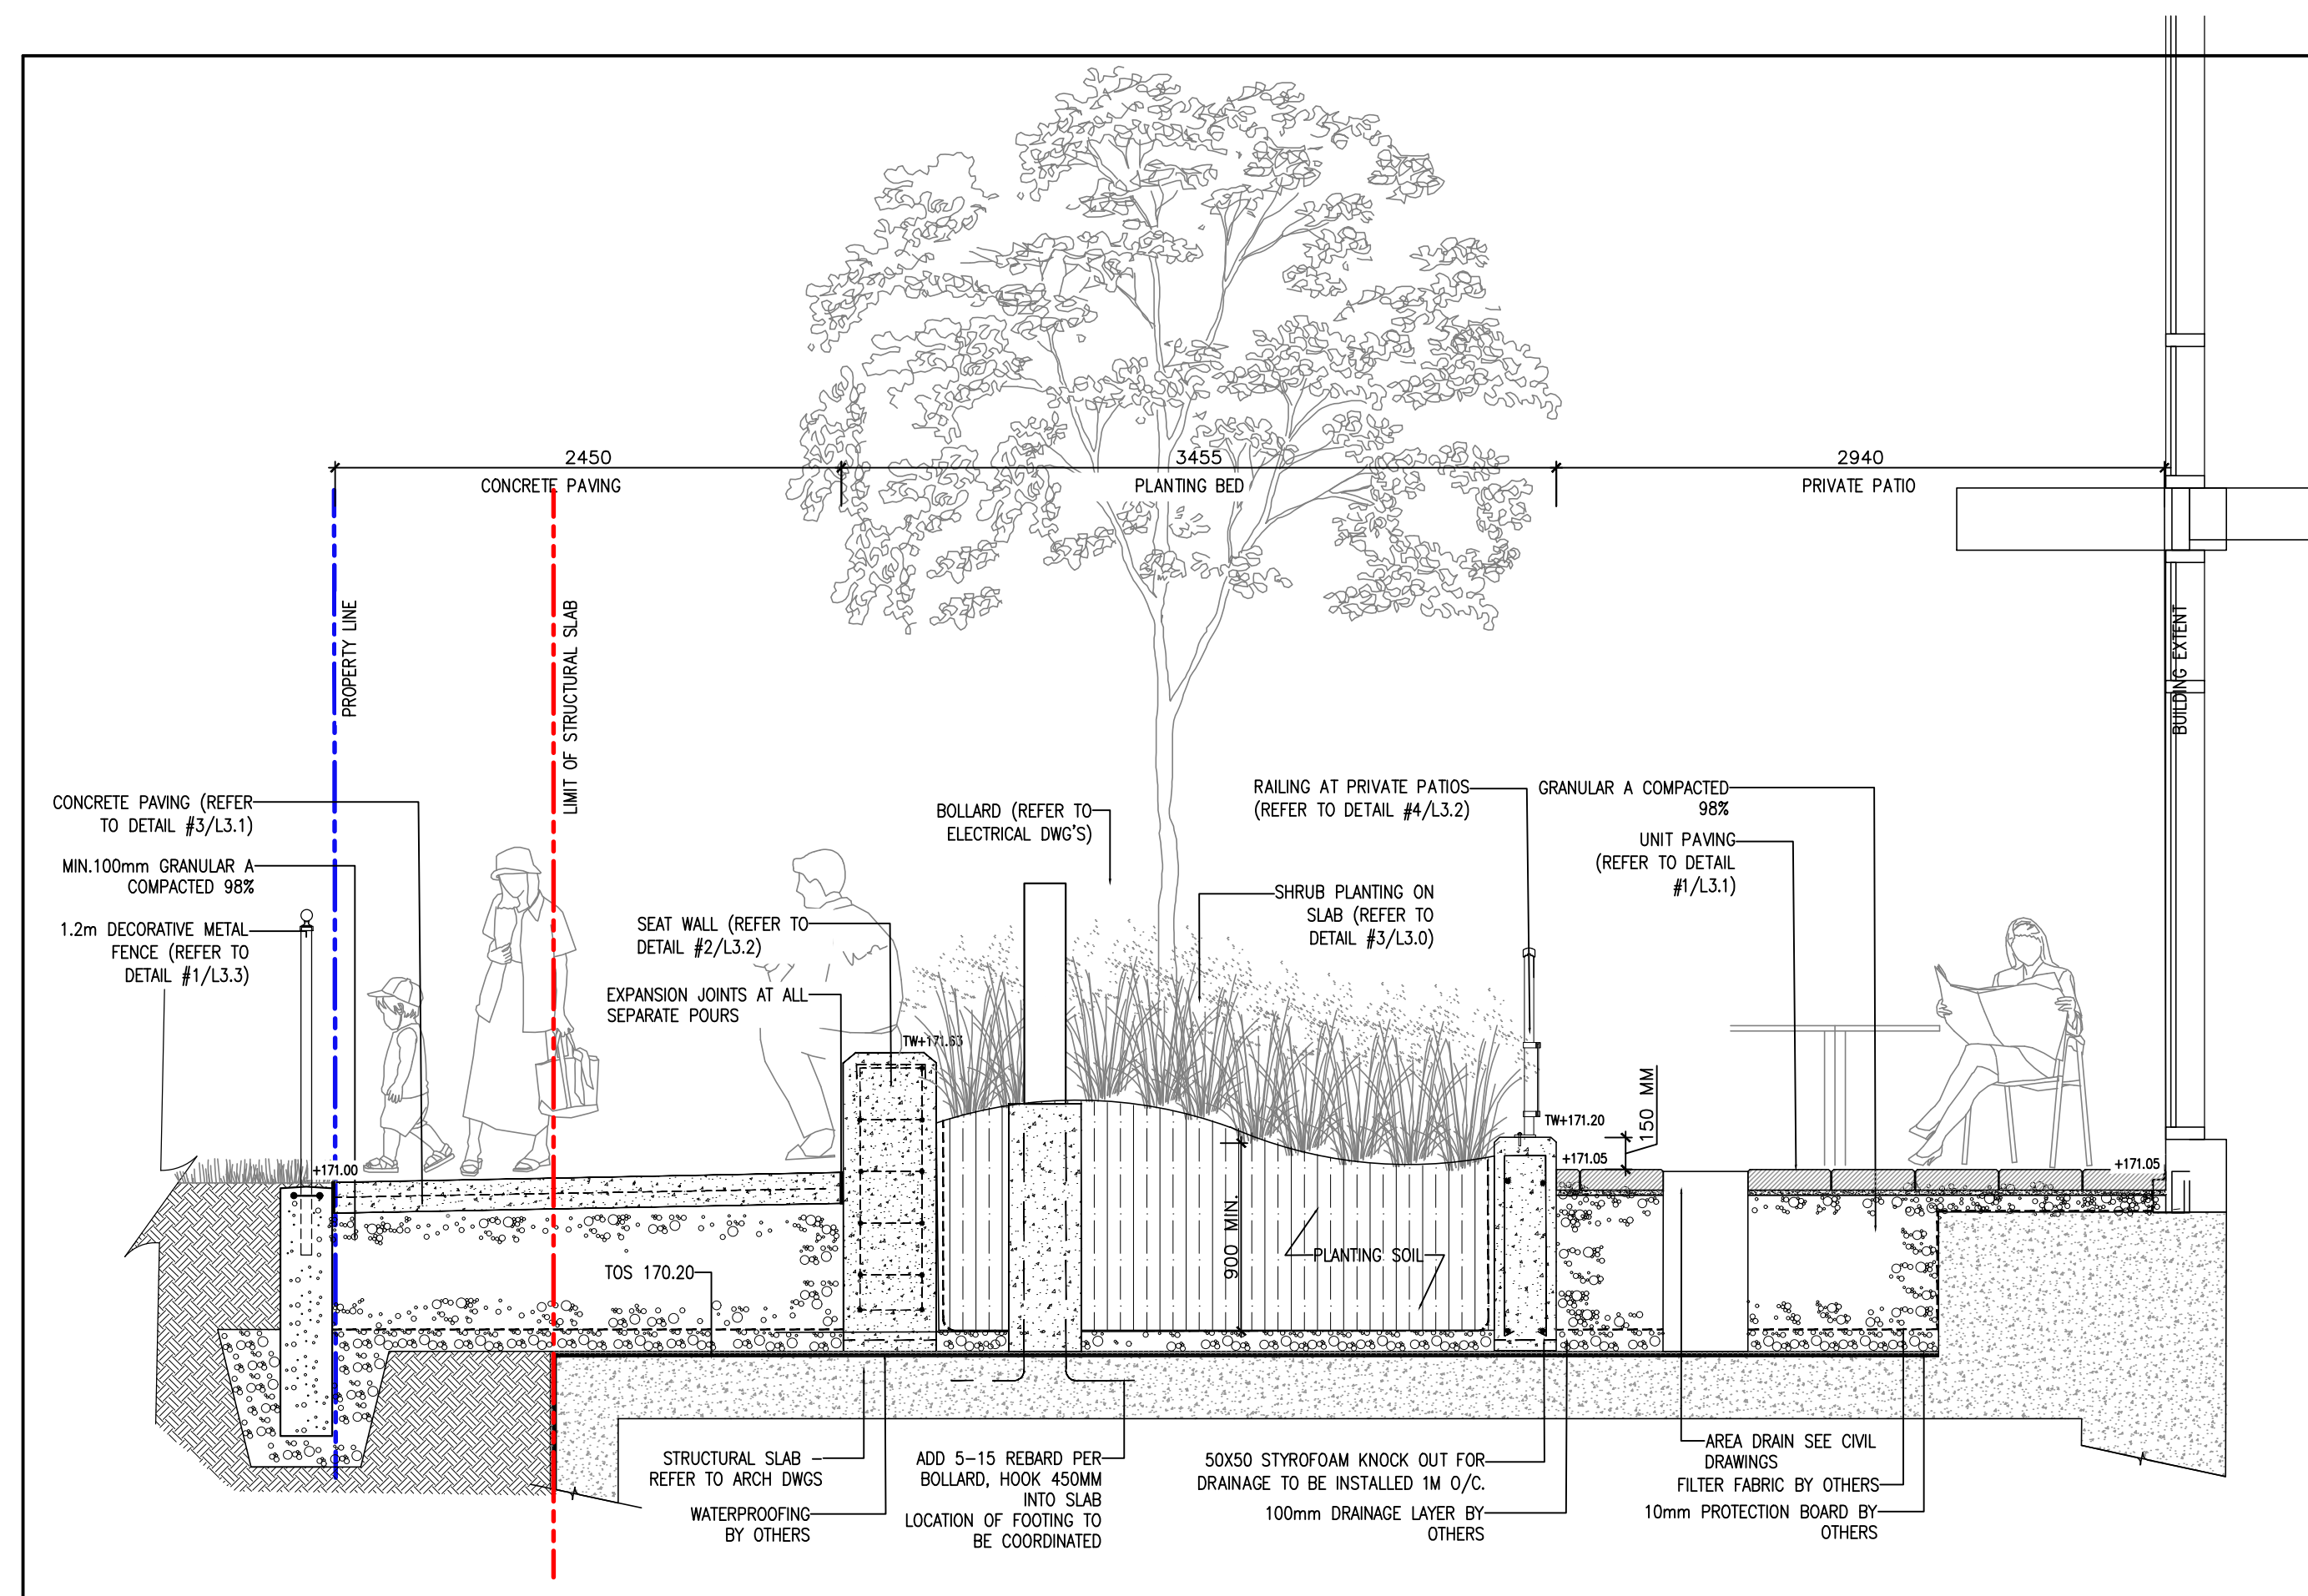 2450
CONCRETE PAVING
3455
PLANTING BED
2940
PRIVATE PATIO
PROPERTY LINE
LIMIT OF STRUCTURAL SLAB
BUILDING EXTENT
CONCRETE PAVING (REFER
TO DETAIL #3/L3.1)
MIN.100mm GRANULAR A
COMPACTED 98%
1.2m DECORATIVE METAL
FENCE (REFER TO
DETAIL #1/L3.3)
SEAT WALL (REFER TO
DETAIL #2/L3.2)
EXPANSION JOINTS AT ALL
SEPARATE POURS
BOLLARD (REFER TO
ELECTRICAL DWG'S)
RAILING AT PRIVATE PATIOS
(REFER TO DETAIL #4/L3.2)
SHRUB PLANTING ON
SLAB (REFER TO
DETAIL #3/L3.0)
GRANULAR A COMPACTED
98%
UNIT PAVING
(REFER TO DETAIL
#1/L3.1)
TW+171.63
TW+171.20
150 MM
+171.00
+171.05
+171.05
900 MIN.
PLANTING SOIL
TOS 170.20
STRUCTURAL SLAB -
REFER TO ARCH DWGS
WATERPROOFING
BY OTHERS
ADD 5-15 REBARD PER
BOLLARD, HOOK 450MM
INTO SLAB
LOCATION OF FOOTING TO
BE COORDINATED
50X50 STYROFOAM KNOCK OUT FOR
DRAINAGE TO BE INSTALLED 1M O/C.
100mm DRAINAGE LAYER BY
OTHERS
AREA DRAIN SEE CIVIL
DRAWINGS
FILTER FABRIC BY OTHERS
10mm PROTECTION BOARD BY
OTHERS